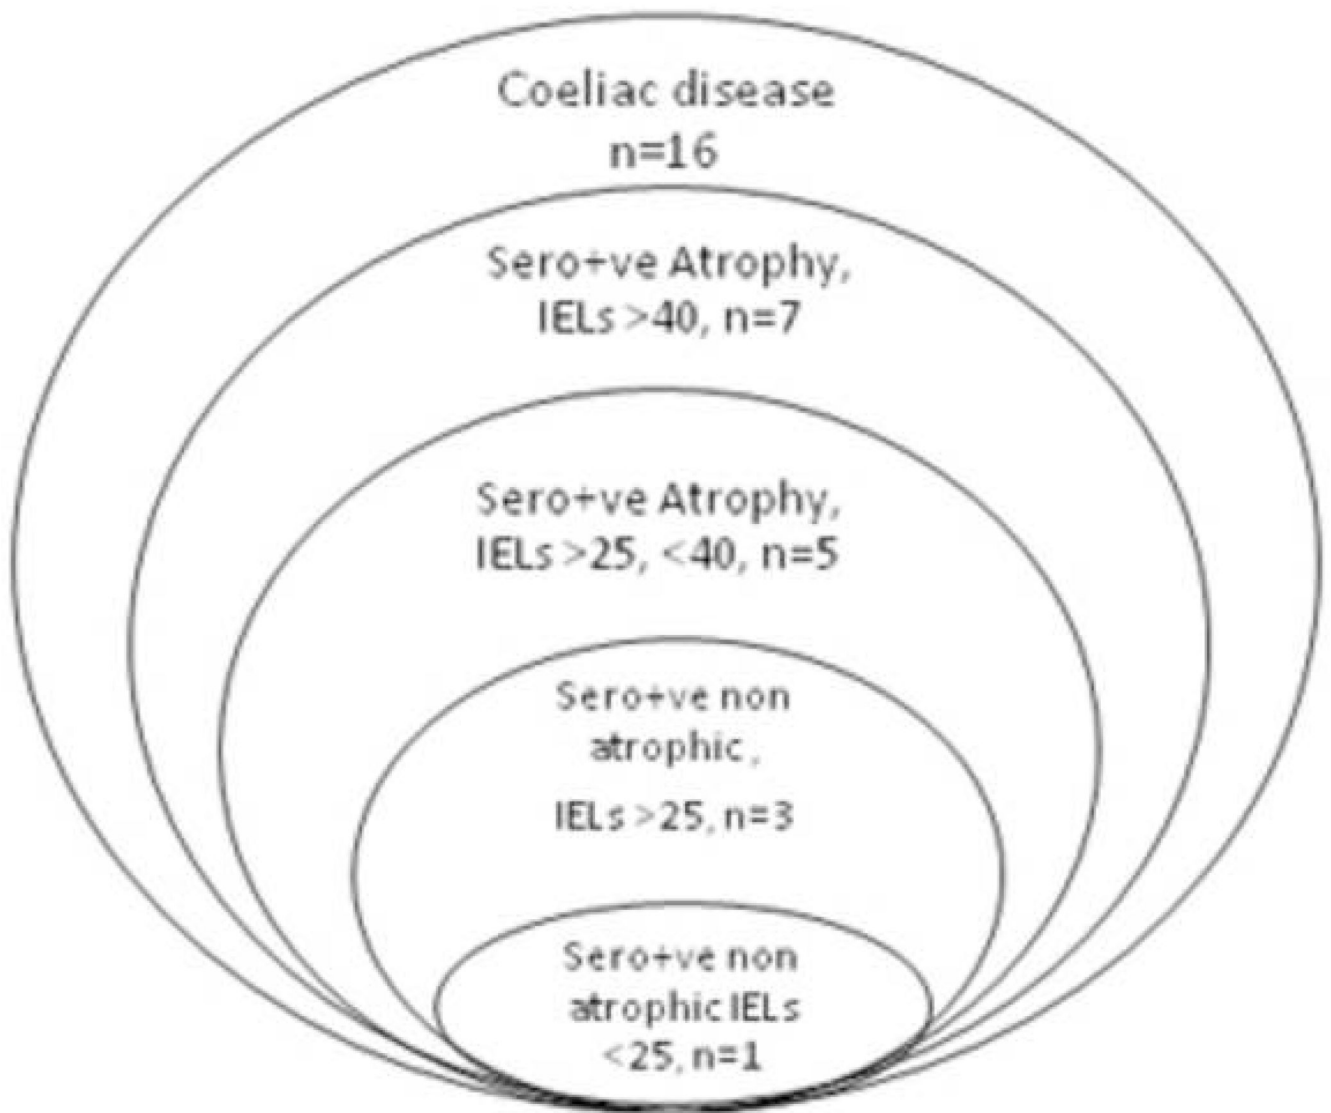 Coeliac disease
n=16
Sero+ve Atrophy,
IELs >40, n=7
Sero+ve Atrophy,
IELs >25, <40, n=5
Sero+ve non
atrophic,
IELs >25, n=3
Sero+ve non
atrophic IELs
<25, n=1